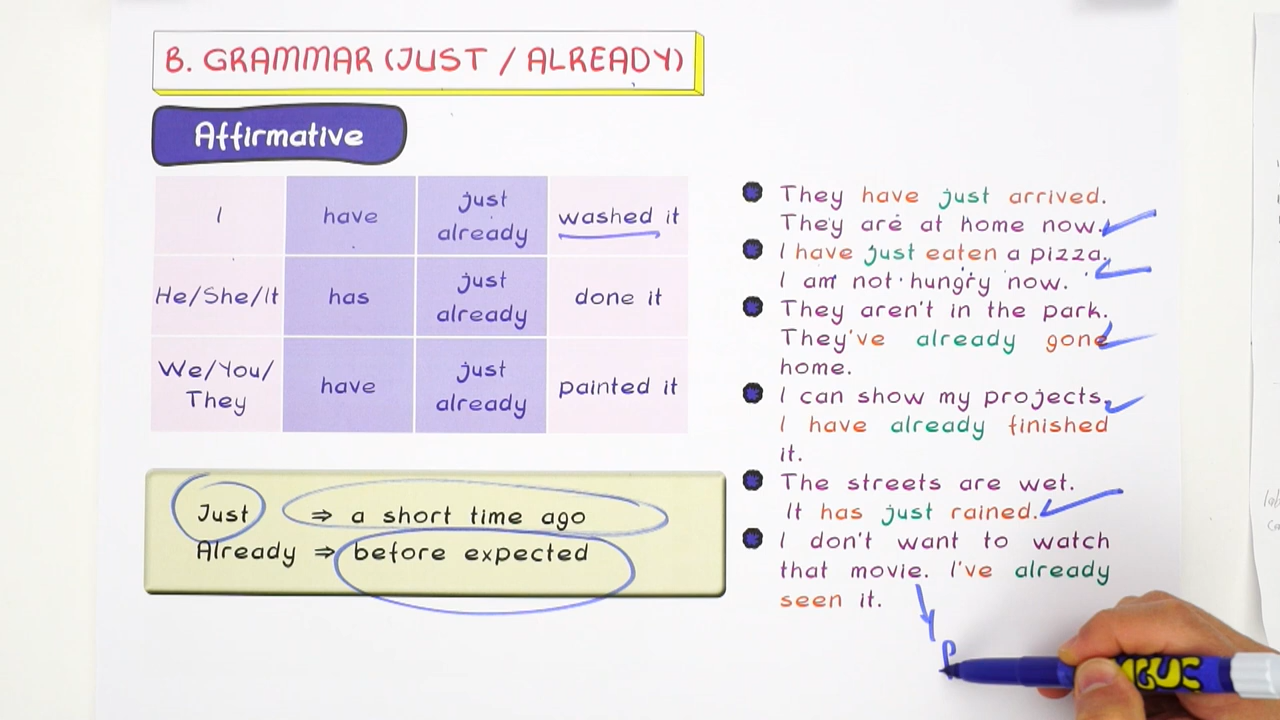 B. GRAMMAR (JUST / ALREADY)
Affirmative
I have just already washed it
He/She/It has just already done it
We/You/They have just already painted it
Just ⇒ a short time ago
Already ⇒ before expected
They have just arrived.
They are at home now.
I have just eaten a pizza.
I am not hungry now.
They aren't in the park.
They've already gone
home.
I can show my projects.
I have already finished
it.
The streets are wet.
It has just rained.
I don't want to watch
that movie. I've already
seen it.